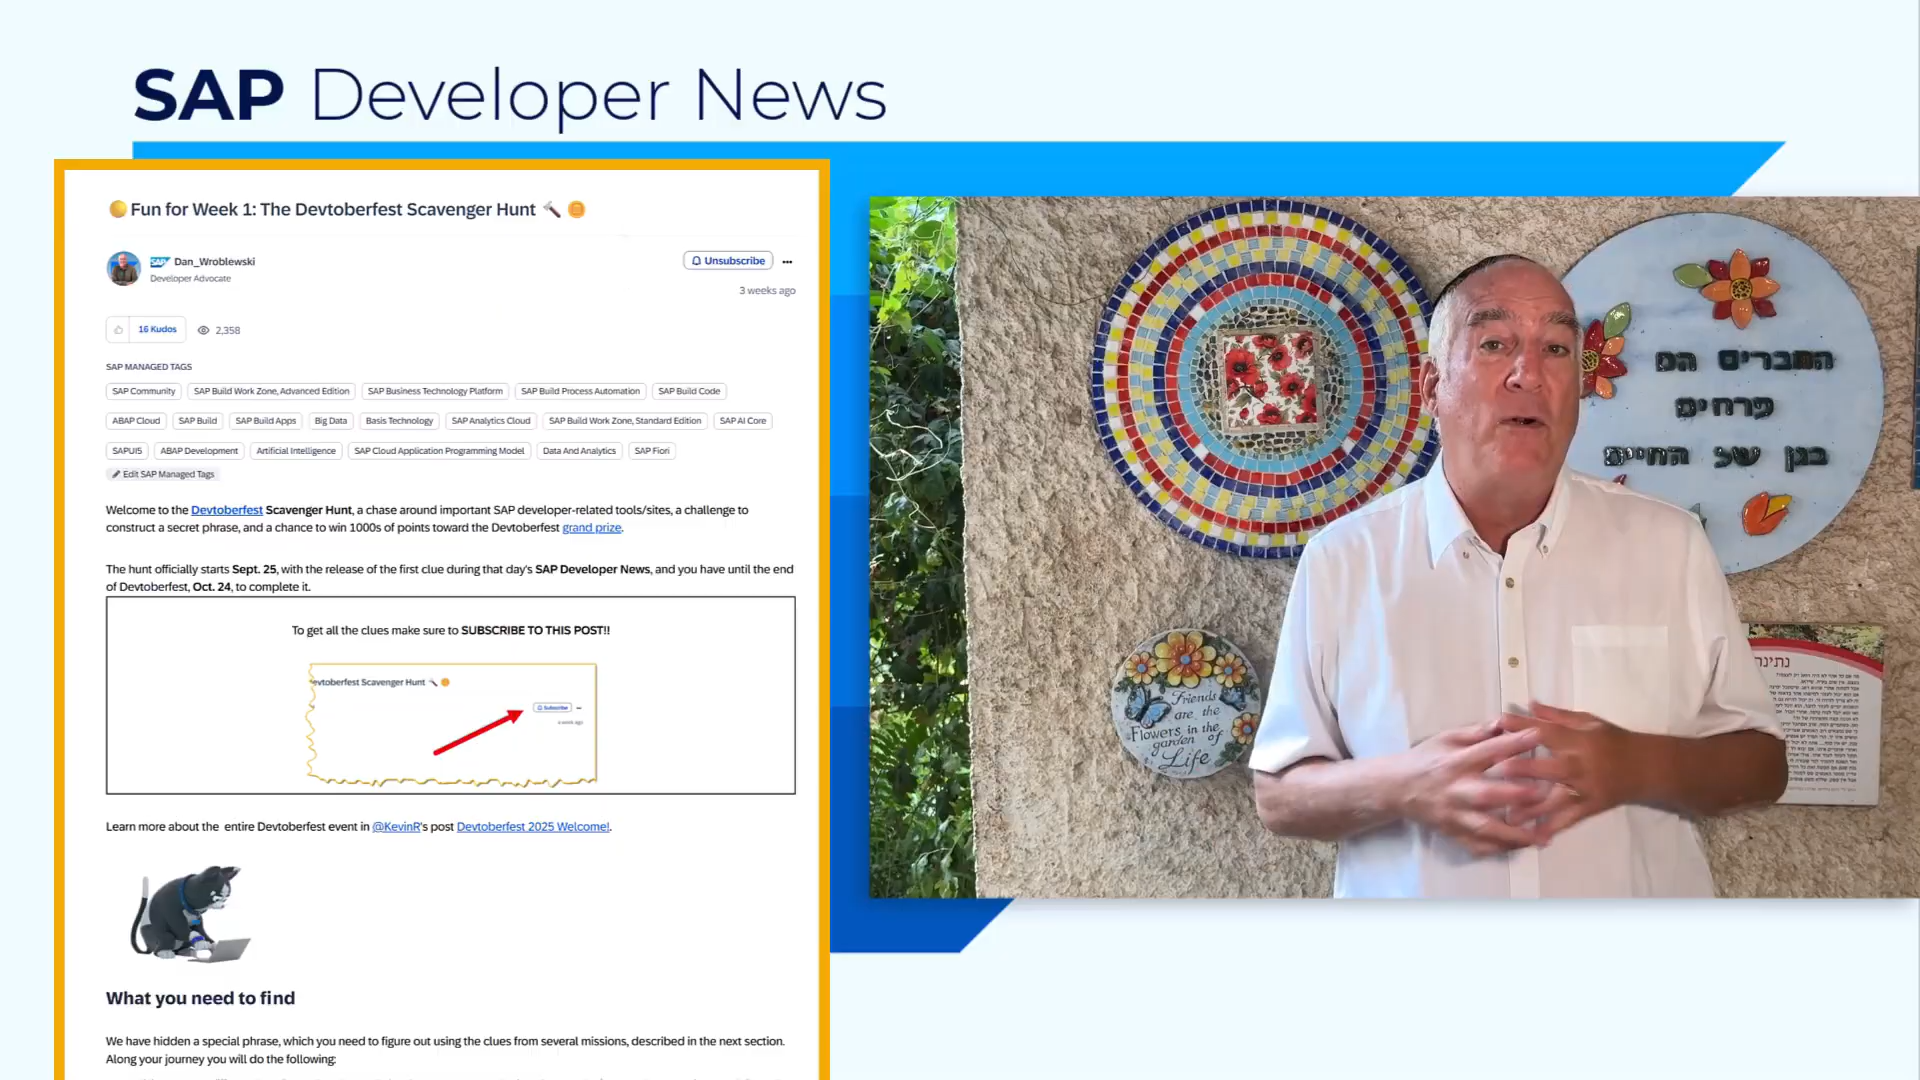 SAP Developer News
Fun for Week 1: The Devtoberfest Scavenger Hunt
SAP Dan_Wroblewski
Developer Advocate
Unsubscribe
3 weeks ago
16 Kudos
2,358
SAP MANAGED TAGS
SAP Community
SAP Build Work Zone, Advanced Edition
SAP Business Technology Platform
SAP Build Process Automation
SAP Build Code
ABAP Cloud
SAP Build
SAP Build Apps
Big Data
Basis Technology
SAP Analytics Cloud
SAP Build Work Zone, Standard Edition
SAP AI Core
SAPUI5
ABAP Development
Artificial Intelligence
SAP Cloud Application Programming Model
Data And Analytics
SAP Fiori
Edit SAP Managed Tags
Welcome to the Devtoberfest Scavenger Hunt, a chase around important SAP developer-related tools/sites, a challenge to
construct a secret phrase, and a chance to win 1000s of points toward the Devtoberfest grand prize.
The hunt officially starts Sept. 25, with the release of the first clue during that day's SAP Developer News, and you have until the end
of Devtoberfest, Oct. 24, to complete it.
To get all the clues make sure to SUBSCRIBE TO THIS POST!!
evtoberfest Scavenger Hunt
Subscribe
a week ago
Learn more about the entire Devtoberfest event in @KevinR's post Devtoberfest 2025 Welcome!.
What you need to find
We have hidden a special phrase, which you need to figure out using the clues from several missions, described in the next section.
Along your journey you will do the following:
החברים הם
פרחים
בגן של החיים
Friends
are the
Flowers in the
garden of
Life
נתינה